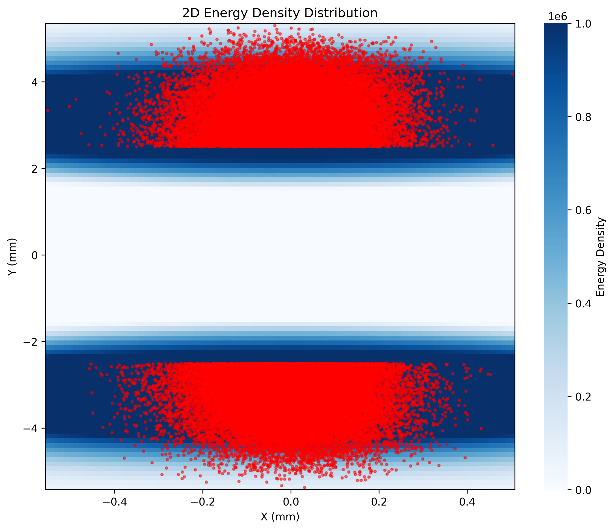 2D Energy Density Distribution
1e6
1.0
0.8
0.6
0.4
0.2
0.0
Energy Density
4
2
0
−2
−4
Y (mm)
−0.4 −0.2 0.0 0.2 0.4
X (mm)